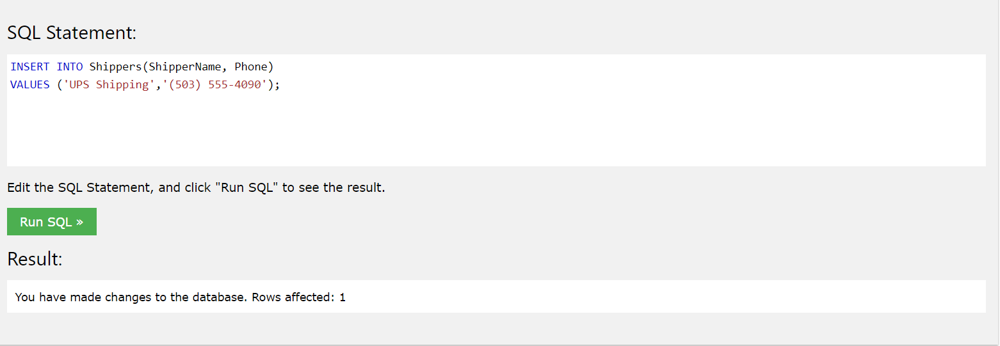 SQL Statement:
INSERT INTO Shippers(ShipperName, Phone)
VALUES ('UPS Shipping','(503) 555-4090');
Edit the SQL Statement, and click "Run SQL" to see the result.
Run SQL »
Result:
You have made changes to the database. Rows affected: 1